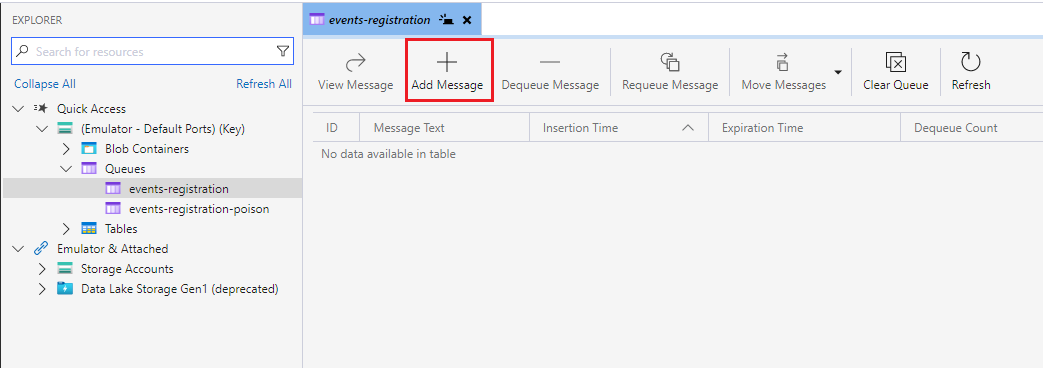 EXPLORER
Search for resources
Collapse All
Refresh All
Quick Access
(Emulator - Default Ports) (Key)
Blob Containers
Queues
events-registration
events-registration-poison
Tables
Emulator & Attached
Storage Accounts
Data Lake Storage Gen1 (deprecated)
events-registration
View Message
Add Message
Dequeue Message
Requeue Message
Move Messages
Clear Queue
Refresh
ID
Message Text
Insertion Time
Expiration Time
Dequeue Count
No data available in table